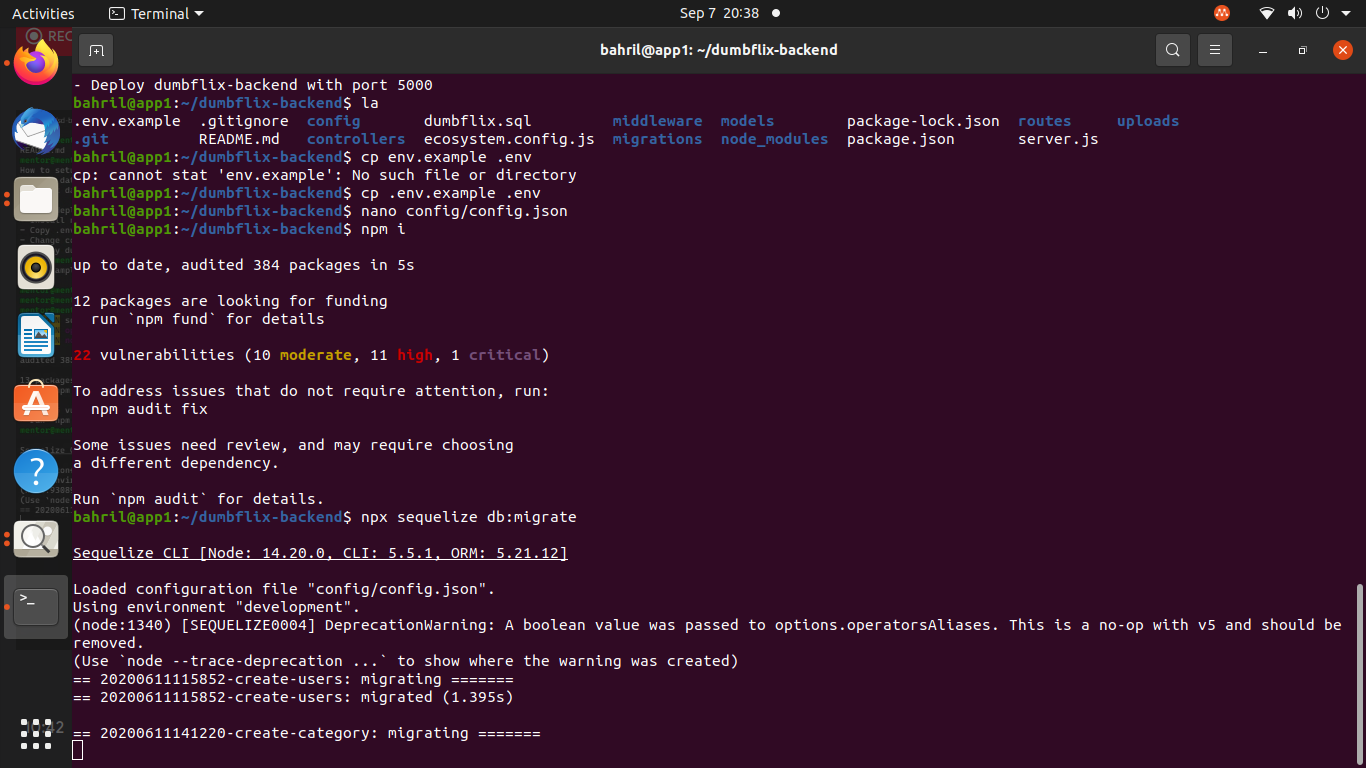 Activities Terminal Sep 7 20:38
REC
bahril@app1: ~/dumbflix-backend
- Deploy dumbflix-backend with port 5000
bahril@app1:~/dumbflix-backend$ la
.env.example .gitignore config dumbflix.sql middleware models package-lock.json routes uploads
.git README.md controllers ecosystem.config.js migrations node_modules package.json server.js
bahril@app1:~/dumbflix-backend$ cp env.example .env
cp: cannot stat 'env.example': No such file or directory
bahril@app1:~/dumbflix-backend$ cp .env.example .env
bahril@app1:~/dumbflix-backend$ nano config/config.json
bahril@app1:~/dumbflix-backend$ npm i
up to date, audited 384 packages in 5s
12 packages are looking for funding
run `npm fund` for details
22 vulnerabilities (10 moderate, 11 high, 1 critical)
To address issues that do not require attention, run:
npm audit fix
Some issues need review, and may require choosing
a different dependency.
Run `npm audit` for details.
bahril@app1:~/dumbflix-backend$ npx sequelize db:migrate
Sequelize CLI [Node: 14.20.0, CLI: 5.5.1, ORM: 5.21.12]
Loaded configuration file "config/config.json".
Using environment "development".
(node:1340) [SEQUELIZE0004] DeprecationWarning: A boolean value was passed to options.operatorsAliases. This is a no-op with v5 and should be
removed.
(Use `node --trace-deprecation ...` to show where the warning was created)
== 20200611115852-create-users: migrating =======
== 20200611115852-create-users: migrated (1.395s)
== 20200611141220-create-category: migrating =======